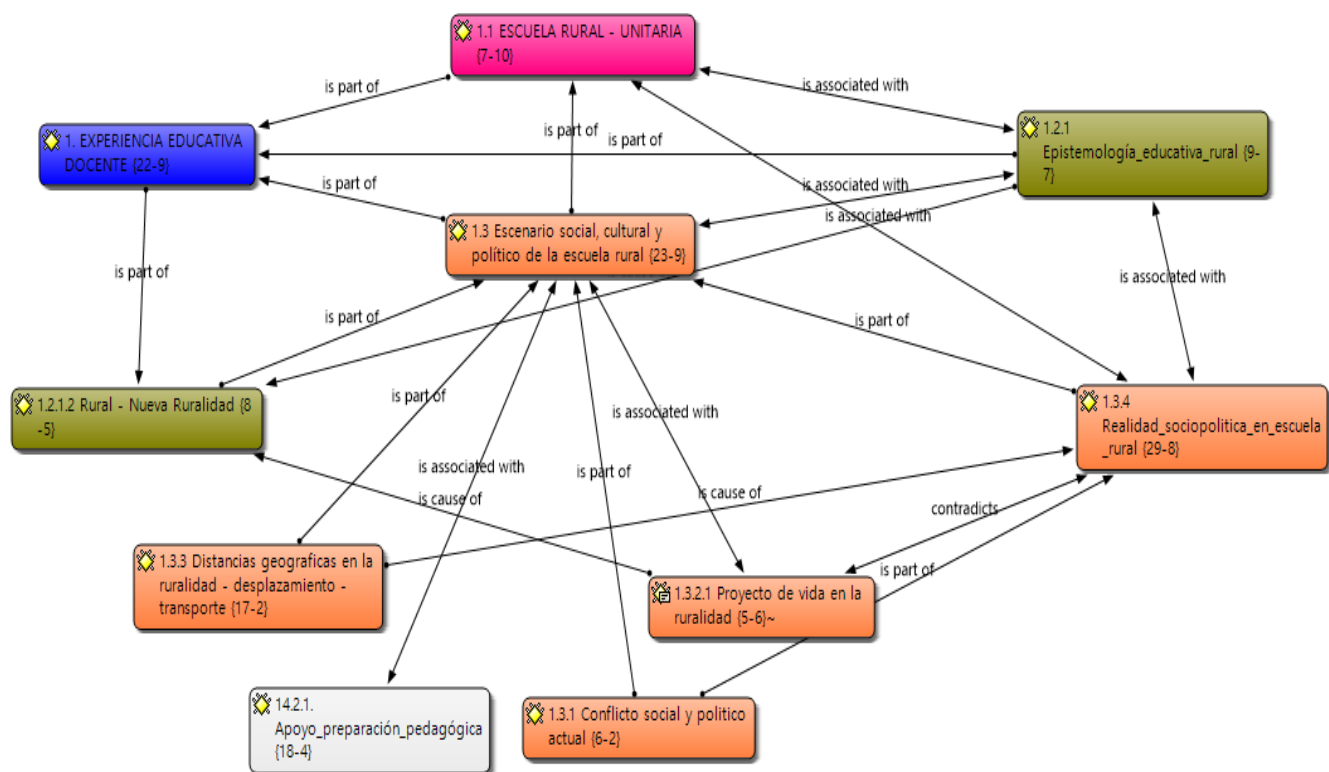 1.1 ESCUELA RURAL - UNITARIA
{7-10}
is part of
is associated with
1. EXPERIENCIA EDUCATIVA
DOCENTE {22-9}
is part of
is part of
1.2.1
Epistemología_educativa_rural {9-
7}
is part of
is associated with
is associated with
1.3 Escenario social, cultural y
político de la escuela rural {23-9}
is part of
is associated with
is part of
is part of
1.2.1.2 Rural - Nueva Ruralidad {8
-5}
is part of
is associated with
1.3.4
Realidad_sociopolitica_en_escuela
_rural {29-8}
is part of
is associated with
is cause of
is cause of
contradicts
1.3.3 Distancias geograficas en la
ruralidad - desplazamiento -
transporte {17-2}
is part of
1.3.2.1 Proyecto de vida en la
ruralidad {5-6}~
14.2.1.
Apoyo_preparación_pedagógica
{18-4}
1.3.1 Conflicto social y politico
actual {6-2}